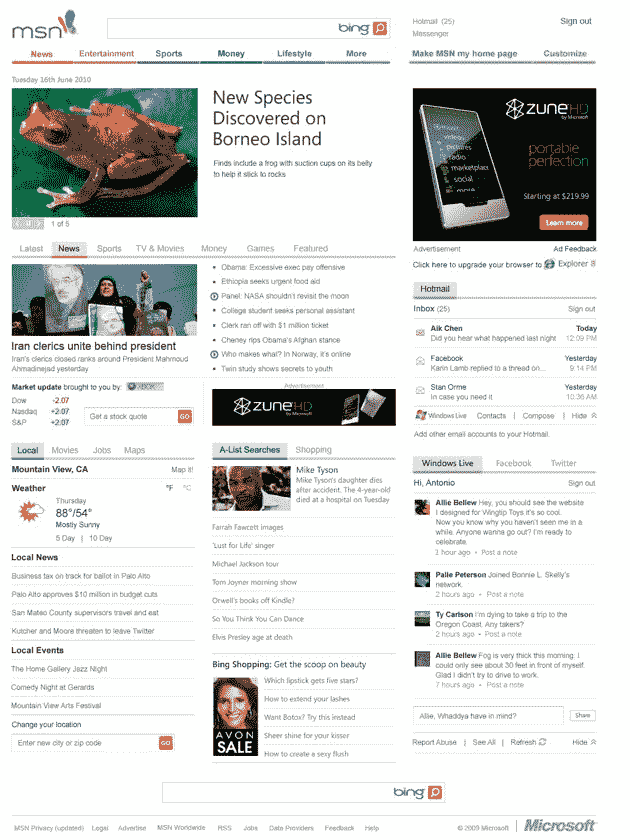 msn
bing
Hotmail (25)
Messenger
Sign out
News
Entertainment
Sports
Money
Lifestyle
More
Make MSN my home page
Customize
Tuesday 16th June 2010
New Species
Discovered on
Borneo Island
Finds include a frog with suction cups on its belly
to help it stick to rocks
1 of 5
zune HD
by Microsoft
videos
pictures
radio
marketplace
social
more
portable
perfection
Starting at $219.99
Learn more
Advertisement
Ad Feedback
Click here to upgrade your browser to
Explorer 8
Latest
News
Sports
TV & Movies
Money
Games
Featured
Iran clerics unite behind president
Iran's clerics closed ranks around President Mahmoud
Ahmadinejad yesterday
Obama: Excessive exec pay offensive
Ethiopia seeks urgent food aid
Panel: NASA shouldn't revisit the moon
College student seeks personal assistant
Clerk ran off with $1 million ticket
Cheney rips Obama's Afghan stance
Who makes what? In Norway, it's online
Twin study shows secrets to youth
Market update brought to you by:
Dow -2.07
Nasdaq +2.07
S&P +2.07
Get a stock quote
GO
Advertisement
zune HD
Hotmail
Inbox (25)
Sign out
Aik Chen
Today
Did you hear what happened last night
12:09 PM
Facebook
Yesterday
Karin Lamb replied to a thread on...
9:14 PM
Stan Orme
Yesterday
In case you need it
10:36 AM
Windows Live
Contacts | Compose | Hide
Add other email accounts to your Hotmail.
Local
Movies
Jobs
Maps
Mountain View, CA
Map it!
Weather
°F
°C
Thursday
88°/54°
Mostly Sunny
5 Day | 10 Day
Local News
Business tax on track for ballot in Palo Alto
Palo Alto approves $10 million in budget cuts
San Mateo County supervisors travel and eat
Kutcher and Moore threaten to leave Twitter
Local Events
The Home Gallery Jazz Night
Comedy Night at Gerards
Mountain View Arts Festival
Change your location
Enter new city or zip code
GO
A-List Searches
Shopping
Mike Tyson
Mike Tyson's daughter dies
after accident. The 4-year-old
died at a hospital on Tuesday
Farrah Fawcett images
'Lust for Life' singer
Michael Jackson tour
Tom Joyner morning show
Orwell's books off Kindle?
So You Think You Can Dance
Elvis Presley age at death
Bing Shopping: Get the scoop on beauty
AVON
SALE
Which lipstick gets five stars?
How to extend your lashes
Want Botox? Try this instead
Sheer shine for your kisser
How to create a sexy flush
Windows Live
Facebook
Twitter
Hi, Antonio
Sign out
Allie Bellew Hey, you should see the website
I designed for Wingtip Toys it's so cool.
Now you know why you haven't seen me in a
while. Anyone wanna go out? I'm ready to
celebrate.
1 hour ago • Post a note
Palle Peterson Joined Bonnie L. Skelly's
network.
2 hours ago • Post a note
Ty Carlson I'm dying to take a trip to the
Oregon Coast. Any takers?
2 hours ago • Post a note
Allie Bellew Fog is very thick this morning. I
could only see about 30 feet in front of myself.
Glad I didn't try to drive to work.
7 hours ago • Post a note
Allie, Whaddya have in mind?
Share
Report Abuse | See All | Refresh
Hide
bing
MSN Privacy (updated)
Legal
Advertise
MSN Worldwide
RSS
Jobs
Data Providers
Feedback
Help
© 2009 Microsoft
Microsoft